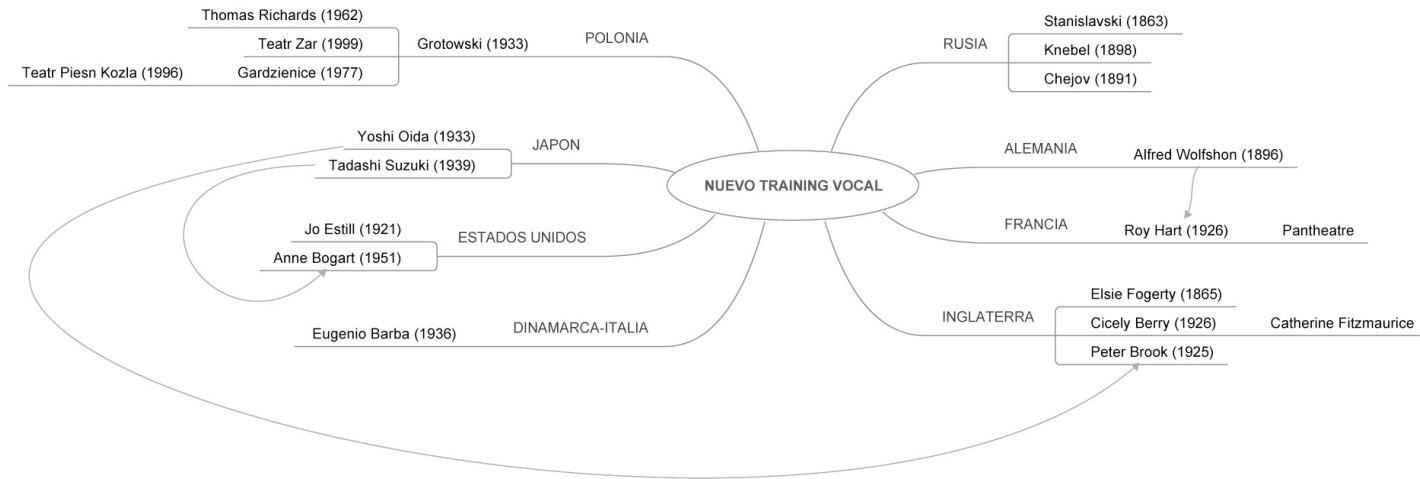 NUEVO TRAINING VOCAL
POLONIA
Grotowski (1933)
Thomas Richards (1962)
Teatr Zar (1999)
Gardzienice (1977)
Teatr Piesn Kozla (1996)
JAPON
Yoshi Oida (1933)
Tadashi Suzuki (1939)
ESTADOS UNIDOS
Jo Estill (1921)
Anne Bogart (1951)
DINAMARCA-ITALIA
Eugenio Barba (1936)
RUSIA
Stanislavski (1863)
Knebel (1898)
Chejov (1891)
ALEMANIA
Alfred Wolfshon (1896)
FRANCIA
Roy Hart (1926)
Pantheatre
INGLATERRA
Elsie Fogerty (1865)
Cicely Berry (1926)
Catherine Fitzmaurice
Peter Brook (1925)